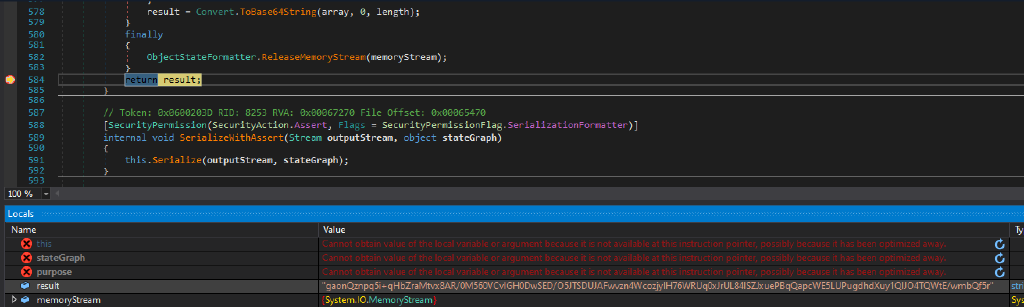 578 result = Convert.ToBase64String(array, 0, length);
579 }
580 finally
581 {
582 ObjectStateFormatter.ReleaseMemoryStream(memoryStream);
583 }
584 return result;
585 }
586
587 // Token: 0x0600203D RID: 8253 RVA: 0x00067270 File Offset: 0x00065470
588 [SecurityPermission(SecurityAction.Assert, Flags = SecurityPermissionFlag.SerializationFormatter)]
589 internal void SerializeWithAssert(Stream outputStream, object stateGraph)
590 {
591 this.Serialize(outputStream, stateGraph);
592 }
593
100 %
Locals
Name Value Ty
this Cannot obtain value of the local variable or argument because it is not available at this instruction pointer, possibly because it has been optimized away.
stateGraph Cannot obtain value of the local variable or argument because it is not available at this instruction pointer, possibly because it has been optimized away.
purpose Cannot obtain value of the local variable or argument because it is not available at this instruction pointer, possibly because it has been optimized away.
result stri
memoryStream {System.IO.MemoryStream} Sy